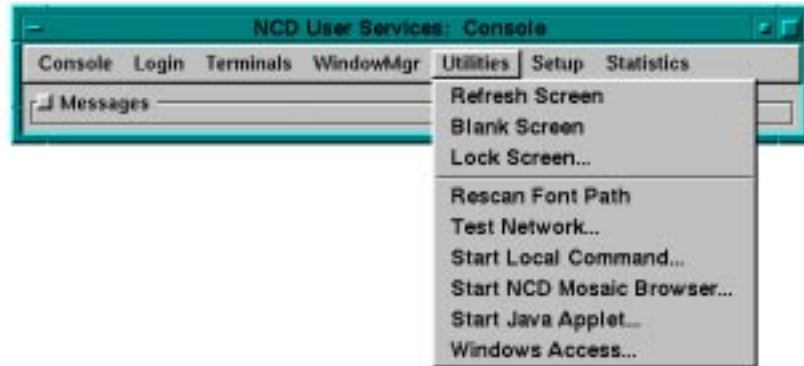 NCD User Services: Console
Console Login Terminals WindowMgr Utilities Setup Statistics
Messages
Refresh Screen
Blank Screen
Lock Screen...
Rescan Font Path
Test Network...
Start Local Command...
Start NCD Mosaic Browser...
Start Java Applet...
Windows Access...